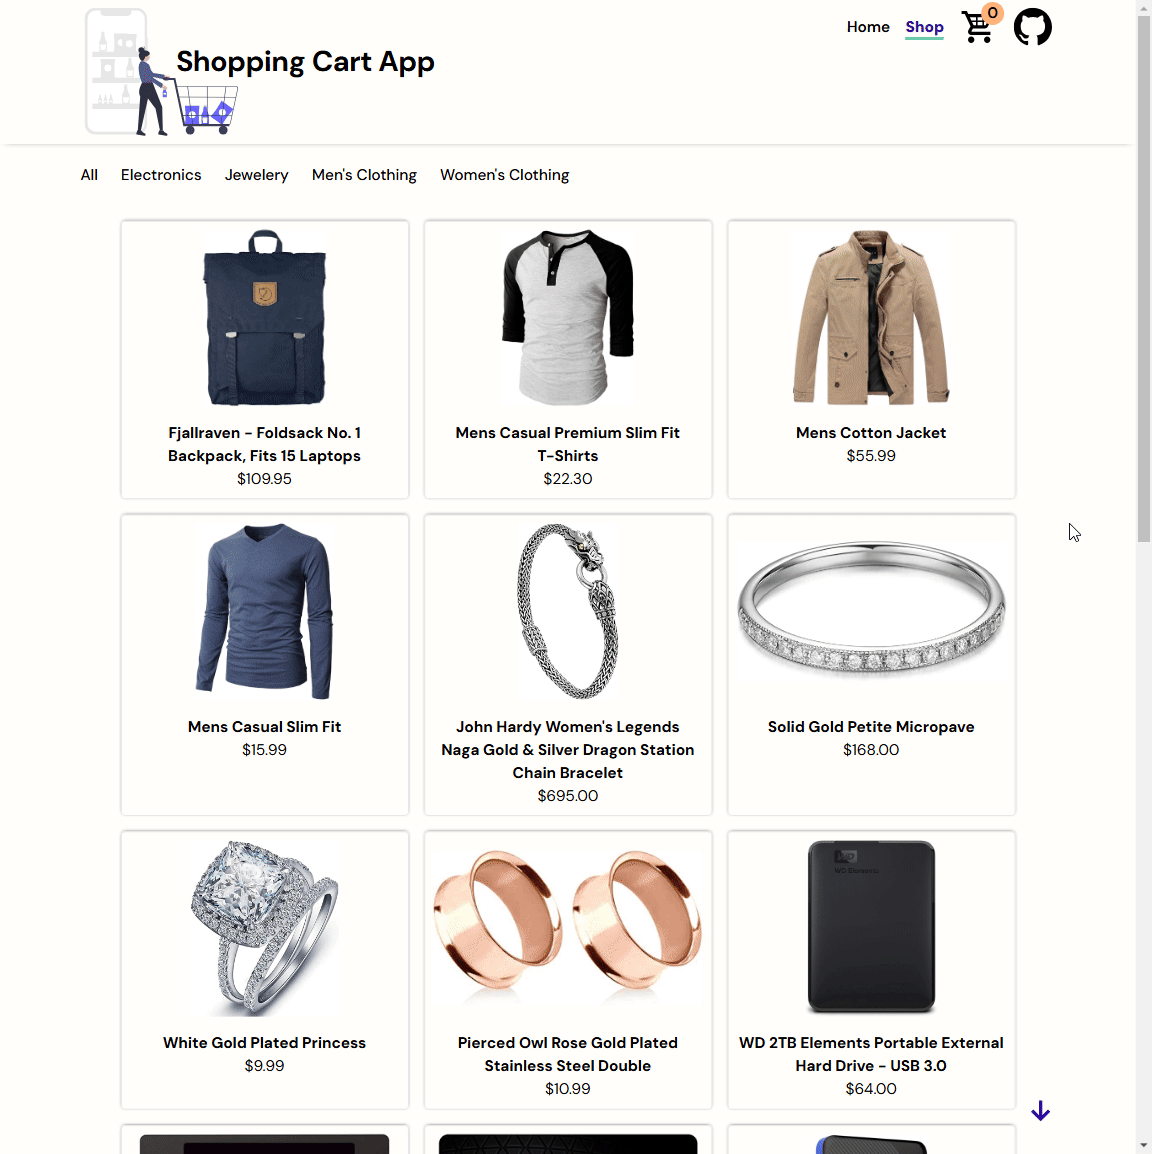 Shopping Cart App
Home
Shop
0
All
Electronics
Jewelery
Men's Clothing
Women's Clothing
Fjallraven - Foldsack No. 1
Backpack, Fits 15 Laptops
$109.95
Mens Casual Premium Slim Fit
T-Shirts
$22.30
Mens Cotton Jacket
$55.99
Mens Casual Slim Fit
$15.99
John Hardy Women's Legends
Naga Gold & Silver Dragon Station
Chain Bracelet
$695.00
Solid Gold Petite Micropave
$168.00
White Gold Plated Princess
$9.99
Pierced Owl Rose Gold Plated
Stainless Steel Double
$10.99
WD
WD Elements
WD 2TB Elements Portable External
Hard Drive - USB 3.0
$64.00